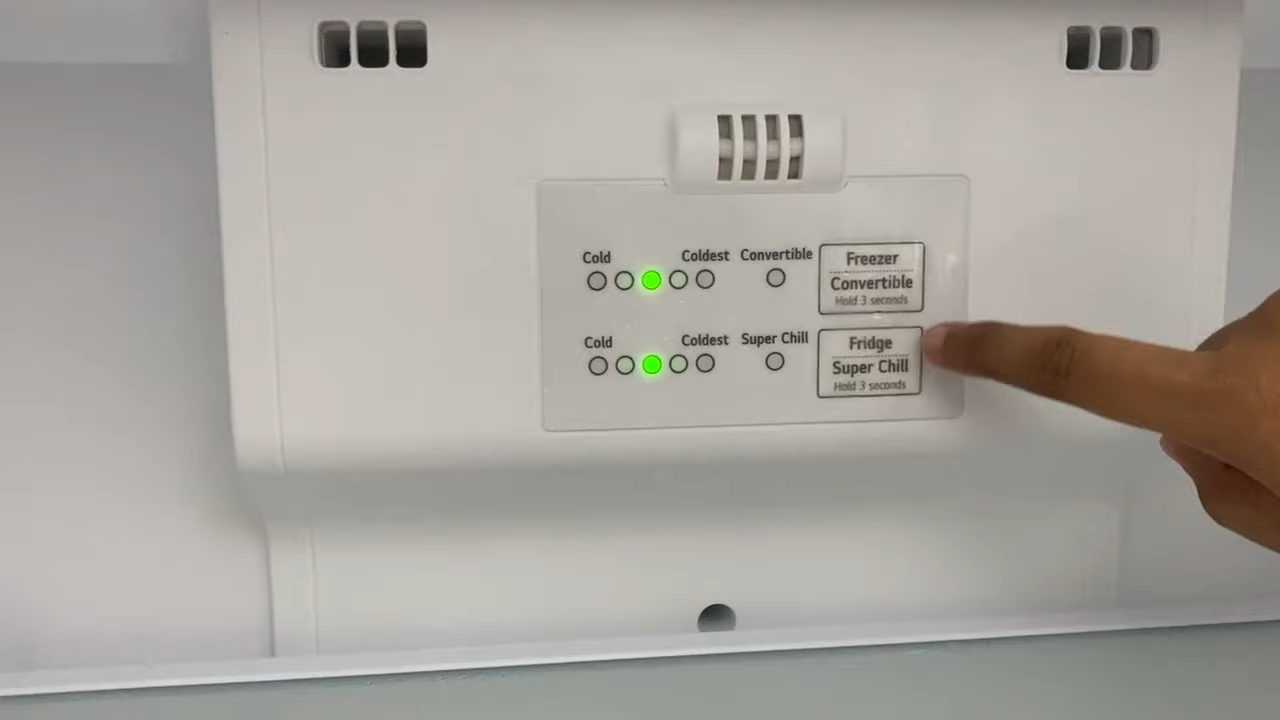 Cold Coldest Convertible
Freezer
Convertible
Hold 3 seconds
Cold Coldest Super Chill
Fridge
Super Chill
Hold 3 seconds